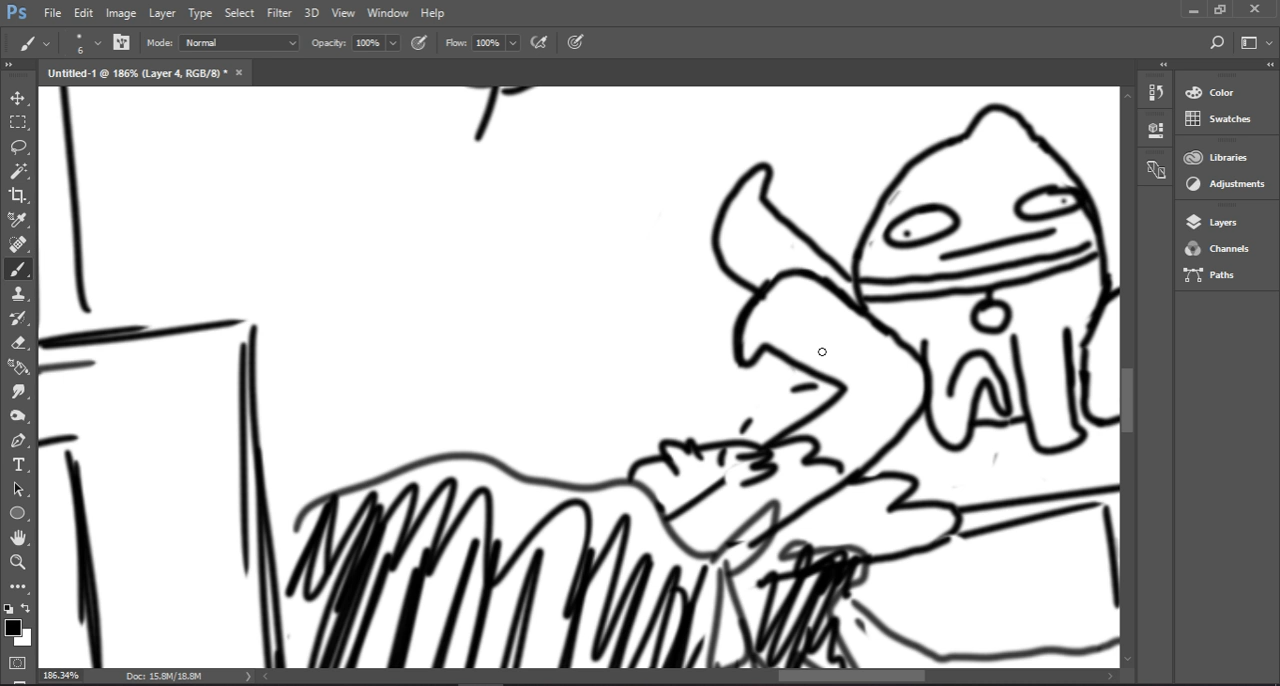 Ps File Edit Image Layer Type Select Filter 3D View Window Help
6 Mode: Normal Opacity: 100% Flow: 100%
Untitled-1 @ 186% (Layer 4, RGB/8) * ×
Color
Swatches
Libraries
Adjustments
Layers
Channels
Paths
186.34% Doc: 15.8M/18.8M